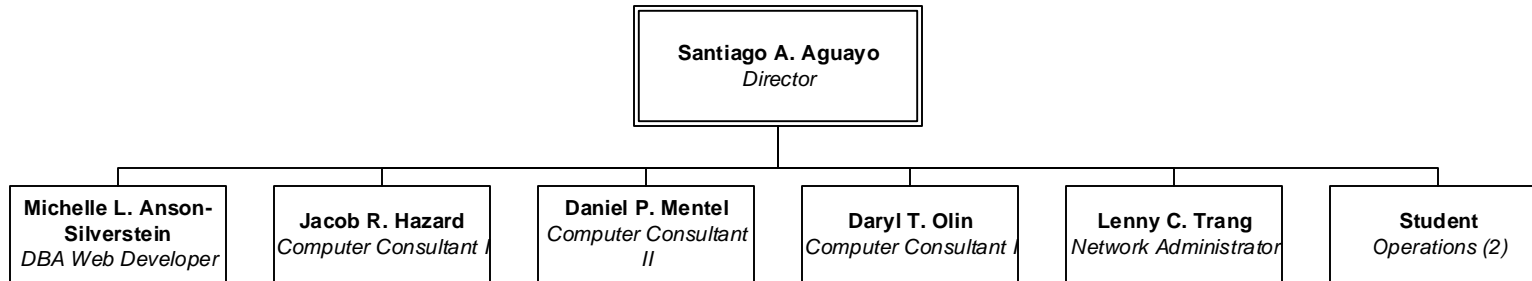 Santiago A. Aguayo
Director
Michelle L. Anson-
Silverstein
DBA Web Developer
Jacob R. Hazard
Computer Consultant I
Daniel P. Mentel
Computer Consultant
II
Daryl T. Olin
Computer Consultant I
Lenny C. Trang
Network Administrator
Student
Operations (2)